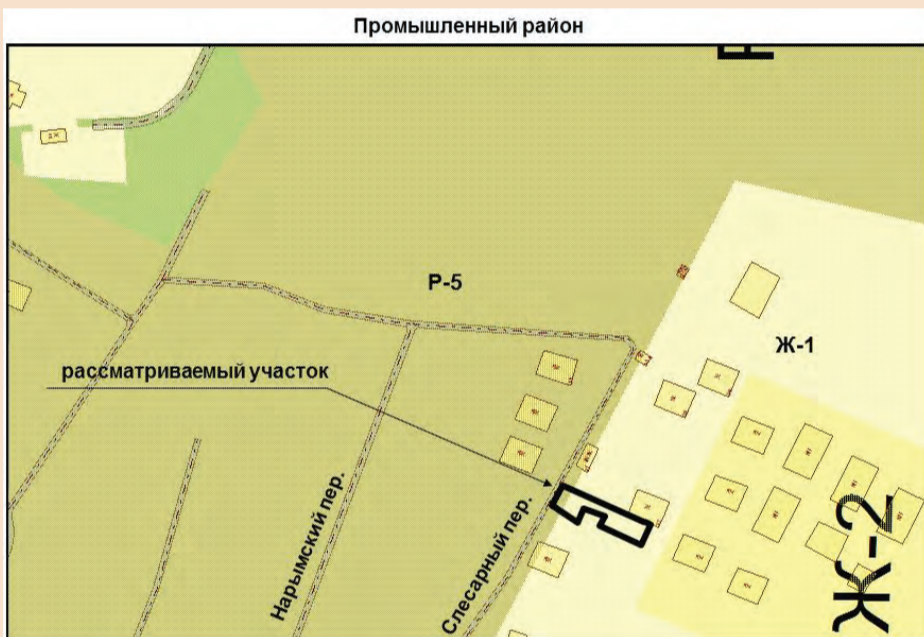 Промышленный район
Р-5
Ж-1
рассматриваемый участок
Нарымский пер.
Слесарный пер.
Ж-2